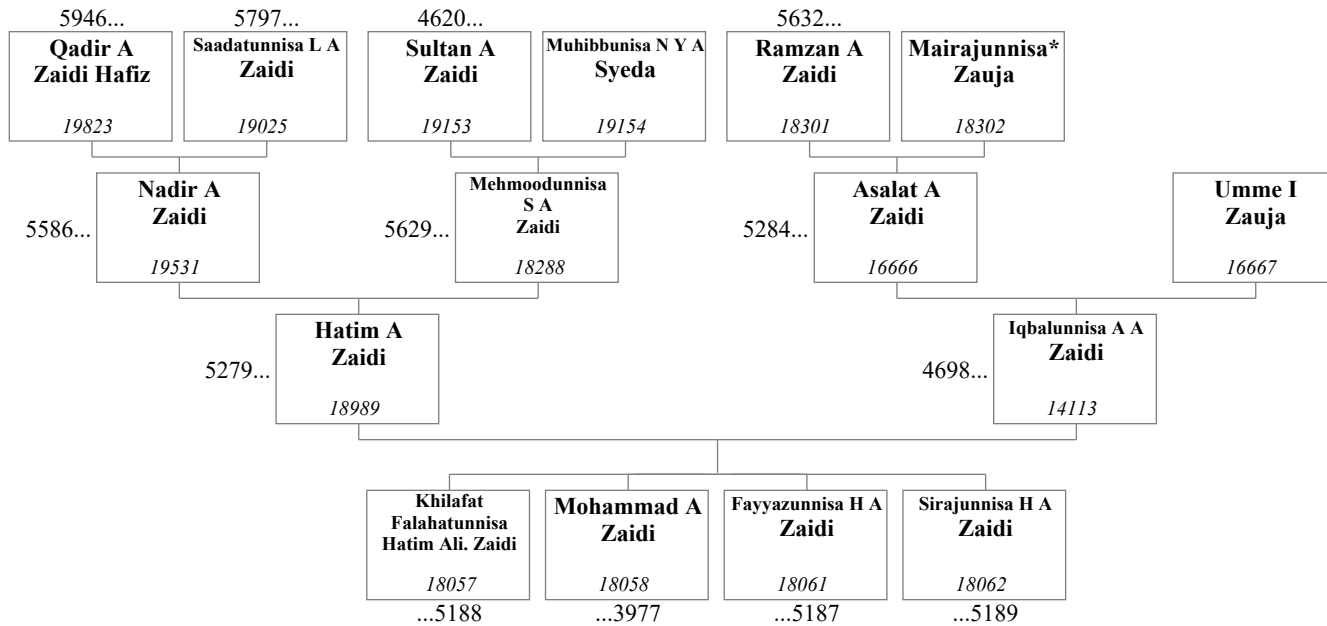 5946... 5797... 4620... 5632...
Qadir A
Zaidi Hafiz
19823
Saadatunnisa L A
Zaidi
19025
Sultan A
Zaidi
19153
Muhibbunisa N Y A
Syeda
19154
Ramzan A
Zaidi
18301
Mairajunnisa*
Zauja
18302
5586...
Nadir A
Zaidi
19531
5629...
Mehmoodunnisa
S A
Zaidi
18288
5284...
Asalat A
Zaidi
16666
Umme I
Zauja
16667
5279...
Hatim A
Zaidi
18989
4698...
Iqbalunnisa A A
Zaidi
14113
Khilafat
Falahatunnisa
Hatim Ali. Zaidi
18057
...5188
Mohammad A
Zaidi
18058
...3977
Fayyazunnisa H A
Zaidi
18061
...5187
Sirajunnisa H A
Zaidi
18062
...5189